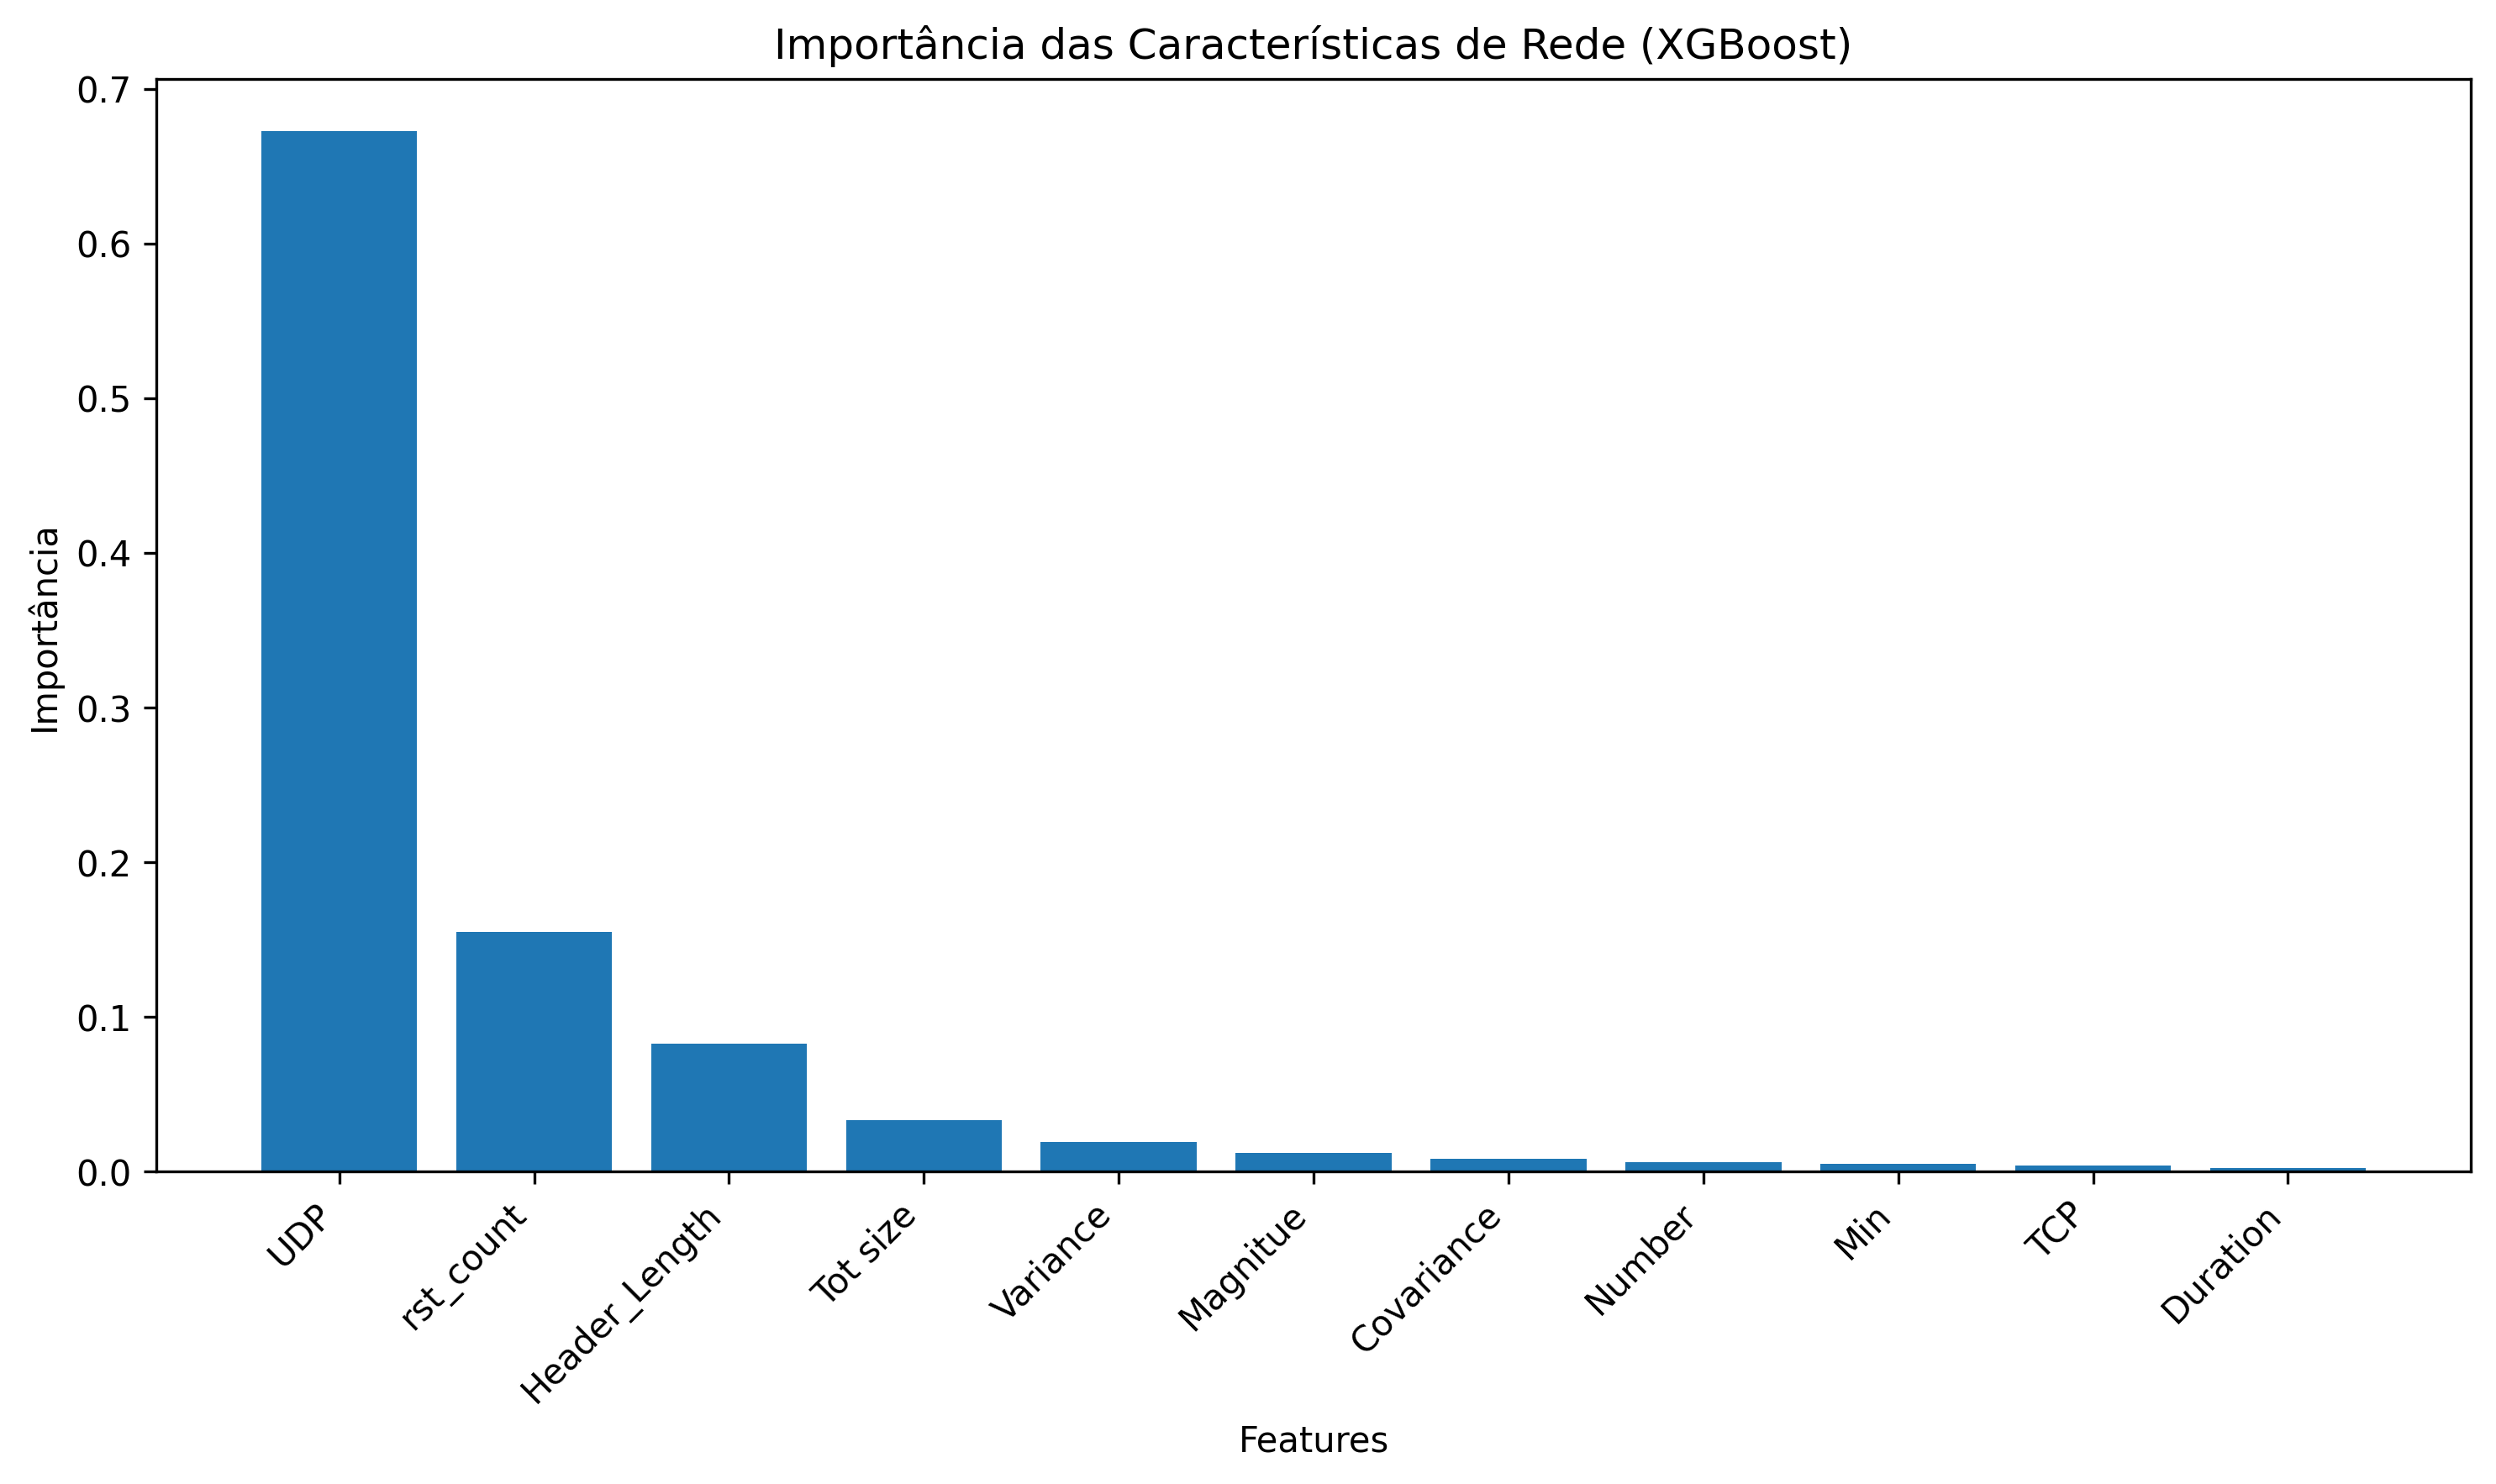 Importância das Características de Rede (XGBoost)
Importância
0.7
0.6
0.5
0.4
0.3
0.2
0.1
0.0
UDP
rst_count
Header_Length
Tot size
Variance
Magnitue
Covariance
Number
Min
TCP
Duration
Features